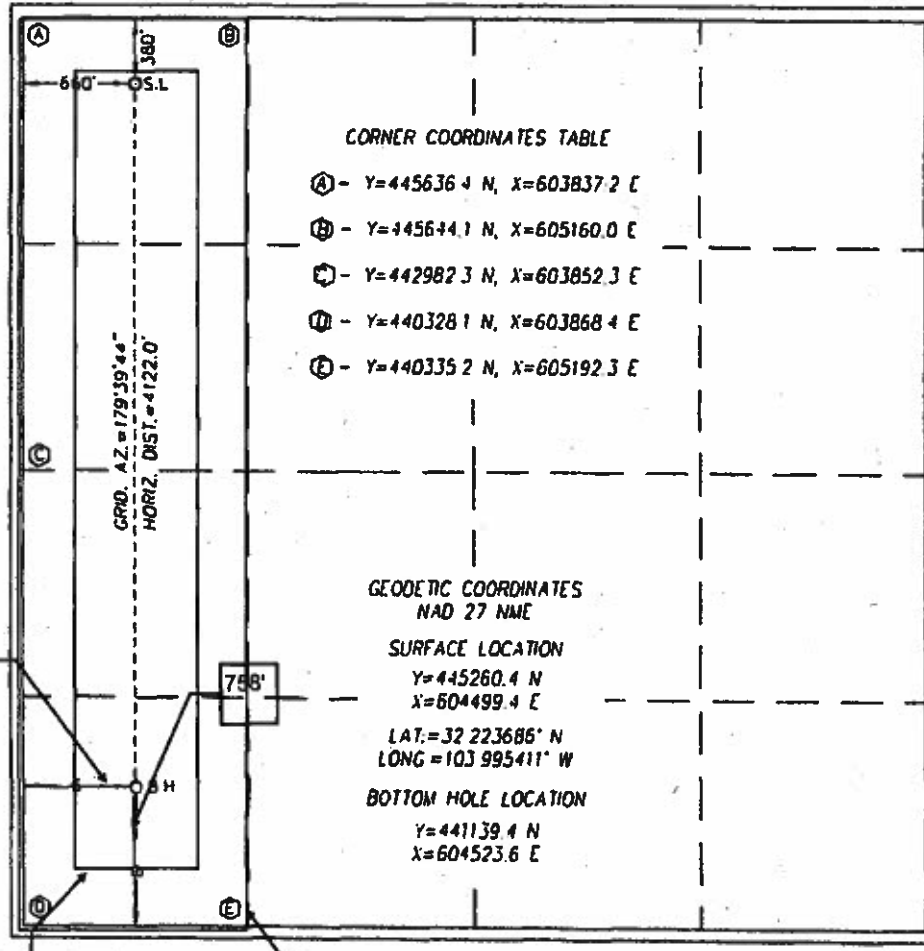 A
B
380'
660'
S.L
CORNER COORDINATES TABLE
A - Y=445636.4 N, X=603837.2 E
B - Y=445644.1 N, X=605160.0 E
C - Y=442982.3 N, X=603852.3 E
D - Y=440328.1 N, X=603868.4 E
E - Y=440335.2 N, X=605192.3 E
GRID. AZ.=179°39'44"
HORIZ. DIST.=4122.0'
C
GEODETIC COORDINATES
NAD 27 NME
SURFACE LOCATION
Y=445260.4 N
X=604499.4 E
LAT.=32.223686° N
LONG.=103.995411° W
758'
B H
BOTTOM HOLE LOCATION
Y=441139.4 N
X=604523.6 E
D
E